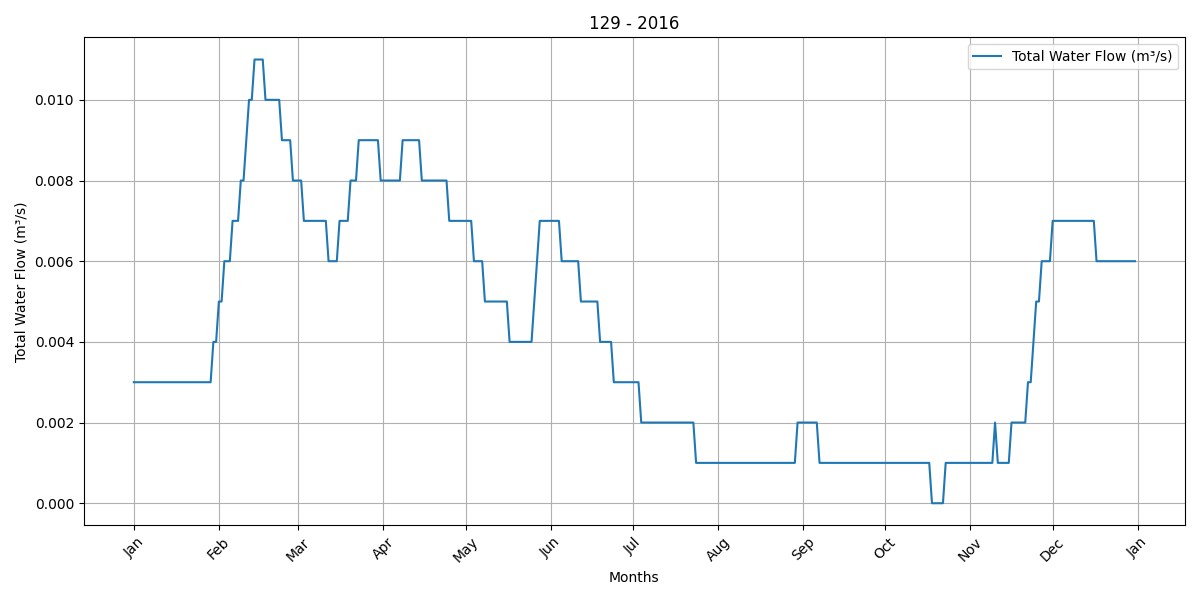 129 - 2016
Total Water Flow (m³/s)
Total Water Flow (m³/s)
0.010
0.008
0.006
0.004
0.002
0.000
Jan
Feb
Mar
Apr
May
Jun
Jul
Aug
Sep
Oct
Nov
Dec
Jan
Months